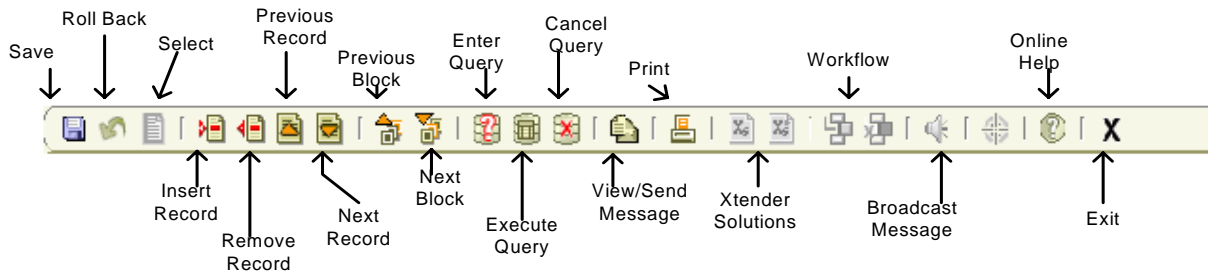 Save
Roll Back
Select
Previous
Record
Previous
Block
Enter
Query
Cancel
Query
Print
Workflow
Online
Help
X
Insert
Record
Remove
Record
Next
Record
Next
Block
Execute
Query
View/Send
Message
Xtender
Solutions
Broadcast
Message
Exit